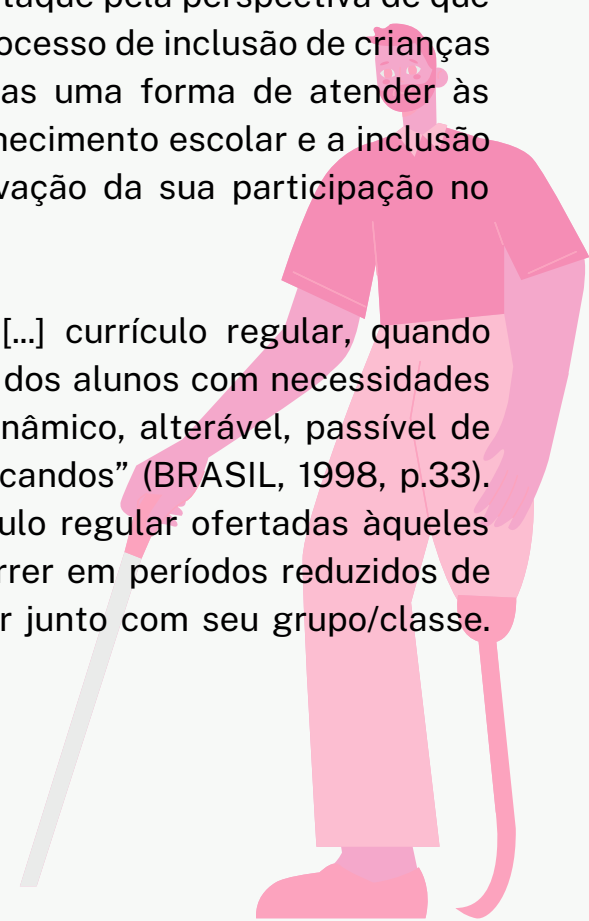 taque pela perspectiva de que
ocesso de inclusão de crianças
as uma forma de atender às
hecimento escolar e a inclusão
vação da sua participação no
[...] currículo regular, quando
dos alunos com necessidades
nâmico, alterável, passível de
candos” (BRASIL, 1998, p.33).
ulo regular ofertadas àqueles
rrer em períodos reduzidos de
r junto com seu grupo/classe.